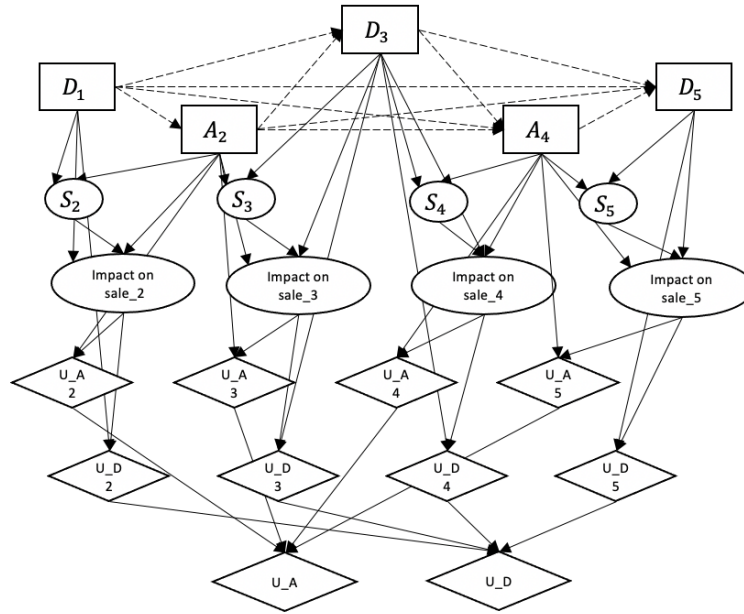 D₃
D₁
D₅
A₂
A₄
S₂
S₃
S₄
S₅
Impact on
sale_2
Impact on
sale_3
Impact on
sale_4
Impact on
sale_5
U_A
2
U_A
3
U_A
4
U_A
5
U_D
2
U_D
3
U_D
4
U_D
5
U_A
U_D